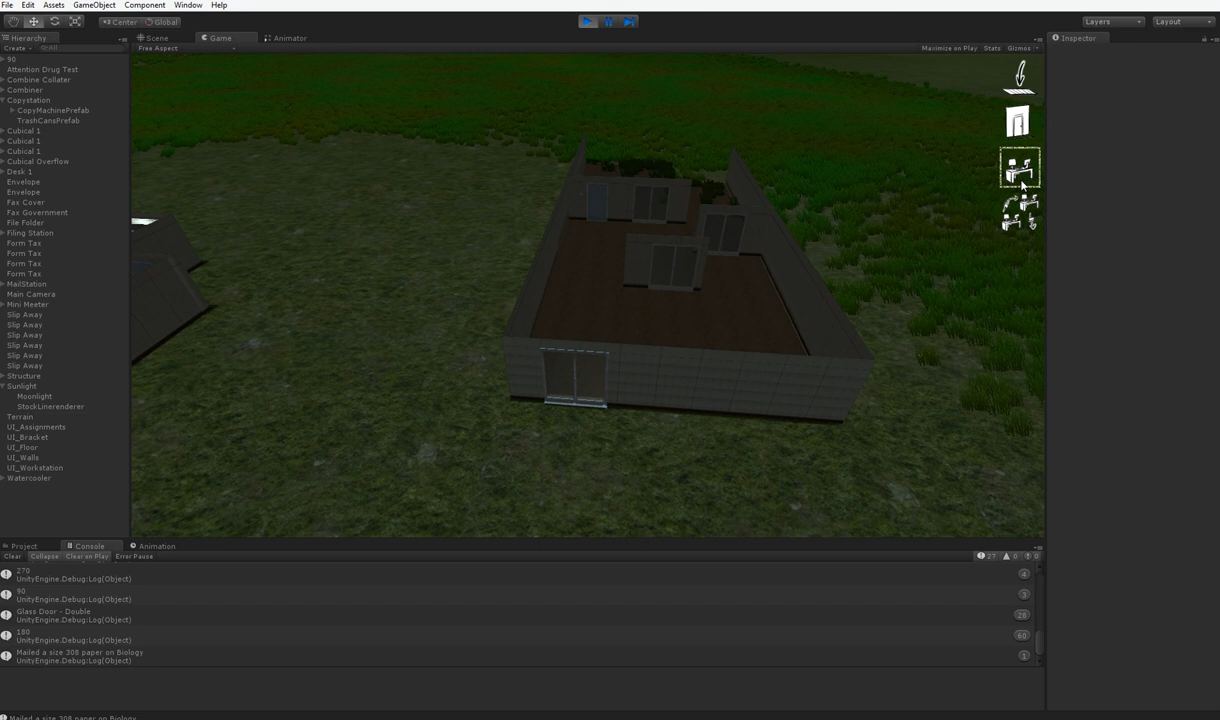 File Edit Assets GameObject Component Window Help
Center Global Layers Layout
Hierarchy Scene Game Animator Inspector
Create All Free Aspect Maximize on Play Stats Gizmos
90
Attention Drug Test
Combine Collater
Combiner
Copystation
CopyMachinePrefab
TrashCansPrefab
Cubical 1
Cubical 1
Cubical 1
Cubical Overflow
Desk 1
Envelope
Envelope
Fax Cover
Fax Government
File Folder
Filing Station
Form Tax
Form Tax
Form Tax
Form Tax
MailStation
Main Camera
Mini Meeter
Slip Away
Slip Away
Slip Away
Slip Away
Slip Away
Slip Away
Structure
Sunlight
Moonlight
StockLinerenderer
Terrain
UI_Assignments
UI_Bracket
UI_Floor
UI_Walls
UI_Workstation
Watercooler
Project Console Animation
Clear Collapse Clear on Play Error Pause 27 0 0
270
UnityEngine.Debug:Log(Object) 4
90
UnityEngine.Debug:Log(Object) 3
Glass Door - Double
UnityEngine.Debug:Log(Object) 28
180
UnityEngine.Debug:Log(Object) 60
Mailed a size 308 paper on Biology
UnityEngine.Debug:Log(Object) 1
Mailed a size 308 paper on Biology